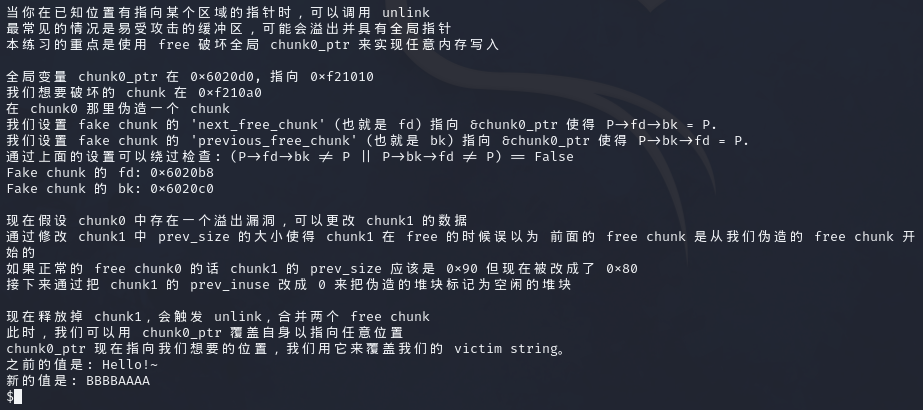 当你在已知位置有指向某个区域的指针时，可以调用 unlink
最常见的情况是易受攻击的缓冲区，可能会溢出并具有全局指针
本练习的重点是使用 free 破坏全局 chunk0_ptr 来实现任意内存写入
全局变量 chunk0_ptr 在 0×6020d0, 指向 0×f21010
我们想要破坏的 chunk 在 0×f210a0
在 chunk0 那里伪造一个 chunk
我们设置 fake chunk 的 'next_free_chunk' (也就是 fd) 指向 &chunk0_ptr 使得 P→fd→bk = P.
我们设置 fake chunk 的 'previous_free_chunk' (也就是 bk) 指向 &chunk0_ptr 使得 P→bk→fd = P.
通过上面的设置可以绕过检查: (P→fd→bk ≠ P || P→bk→fd ≠ P) == False
Fake chunk 的 fd: 0×6020b8
Fake chunk 的 bk: 0×6020c0
现在假设 chunk0 中存在一个溢出漏洞，可以更改 chunk1 的数据
通过修改 chunk1 中 prev_size 的大小使得 chunk1 在 free 的时候误以为 前面的 free chunk 是从我们伪造的 free chunk 开
始的
如果正常的 free chunk0 的话 chunk1 的 prev_size 应该是 0×90 但现在被改成了 0×80
接下来通过把 chunk1 的 prev_inuse 改成 0 来把伪造的堆块标记为空闲的堆块
现在释放掉 chunk1，会触发 unlink，合并两个 free chunk
此时，我们可以用 chunk0_ptr 覆盖自身以指向任意位置
chunk0_ptr 现在指向我们想要的位置，我们用它来覆盖我们的 victim string。
之前的值是: Hello!~
新的值是: BBBBAAAA
$